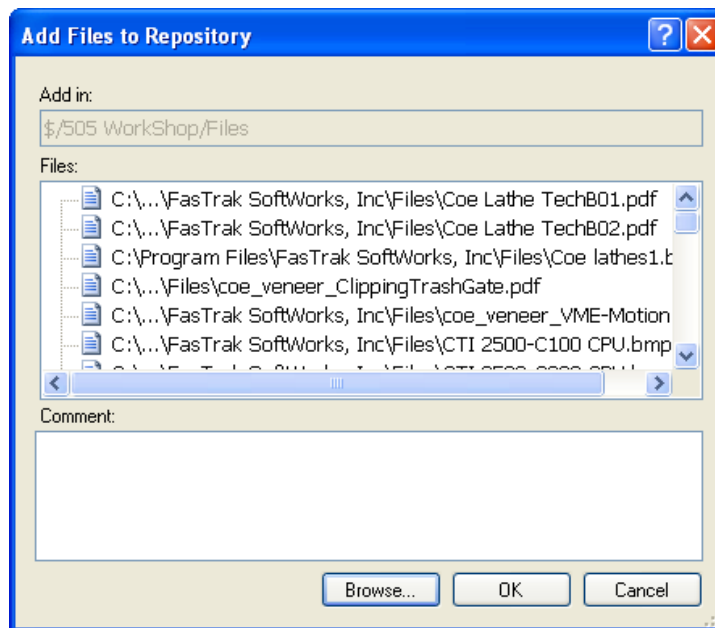 Add Files to Repository
Add in:
$/505 WorkShop/Files
Files:
C:\...\FasTrak SoftWorks, Inc\Files\Coe Lathe TechB01.pdf
C:\...\FasTrak SoftWorks, Inc\Files\Coe Lathe TechB02.pdf
C:\Program Files\FasTrak SoftWorks, Inc\Files\Coe lathes1.b
C:\...\Files\coe_veneer_ClippingTrashGate.pdf
C:\...\FasTrak SoftWorks, Inc\Files\coe_veneer_VME-Motion
C:\...\FasTrak SoftWorks, Inc\Files\CTI 2500-C100 CPU.bmp
Comment:
Browse... OK Cancel